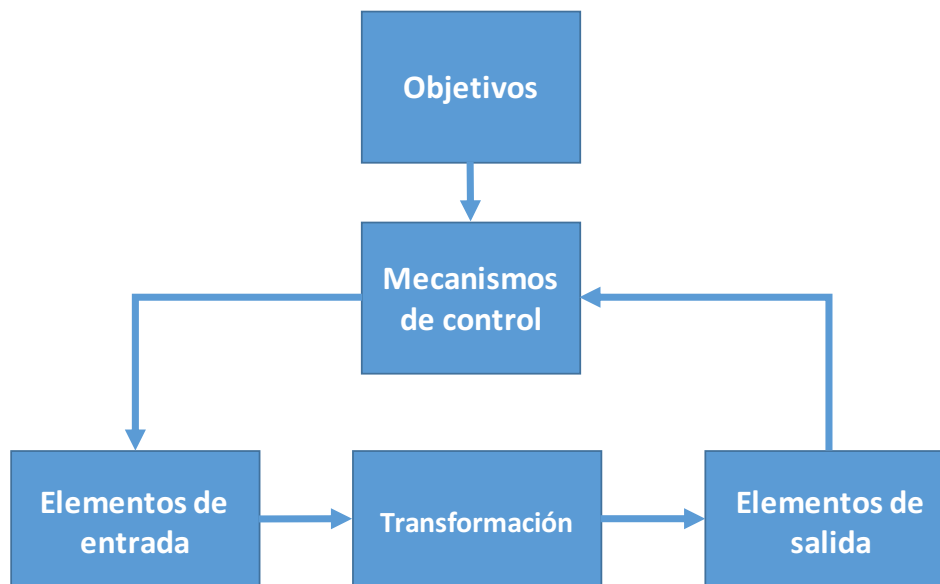 Objetivos
Mecanismos
de control
Elementos de
entrada
Transformación
Elementos de
salida